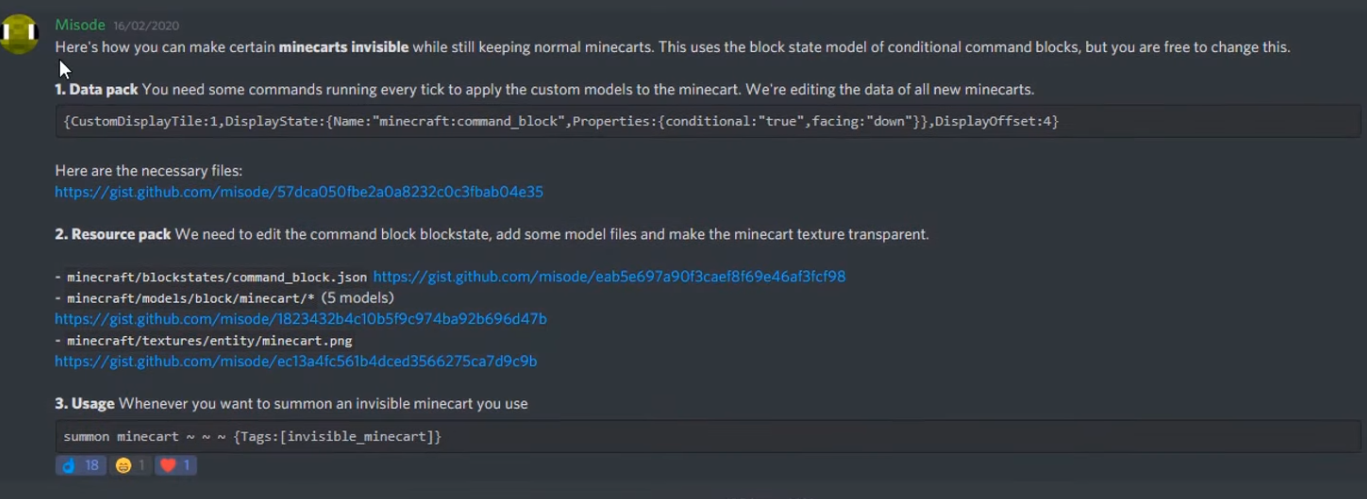 Misode 16/02/2020
Here's how you can make certain minecarts invisible while still keeping normal minecarts. This uses the block state model of conditional command blocks, but you are free to change this.
1. Data pack You need some commands running every tick to apply the custom models to the minecart. We're editing the data of all new minecarts.
{CustomDisplayTile:1,DisplayState:{Name:"minecraft:command_block",Properties:{conditional:"true",facing:"down"}},DisplayOffset:4}
Here are the necessary files:
https://gist.github.com/misode/57dca050fbe2a0a8232c0c3fbab04e35
2. Resource pack We need to edit the command block blockstate, add some model files and make the minecart texture transparent.
- minecraft/blockstates/command_block.json https://gist.github.com/misode/eab5e697a90f3caef8f69e46af3fcf98
- minecraft/models/block/minecart/* (5 models)
https://gist.github.com/misode/1823432b4c10b5f9c974ba92b696d47b
- minecraft/textures/entity/minecart.png
https://gist.github.com/misode/ec13a4fc561b4dced3566275ca7d9c9b
3. Usage Whenever you want to summon an invisible minecart you use
summon minecart ~ ~ ~ {Tags:[invisible_minecart]}
18 1 1